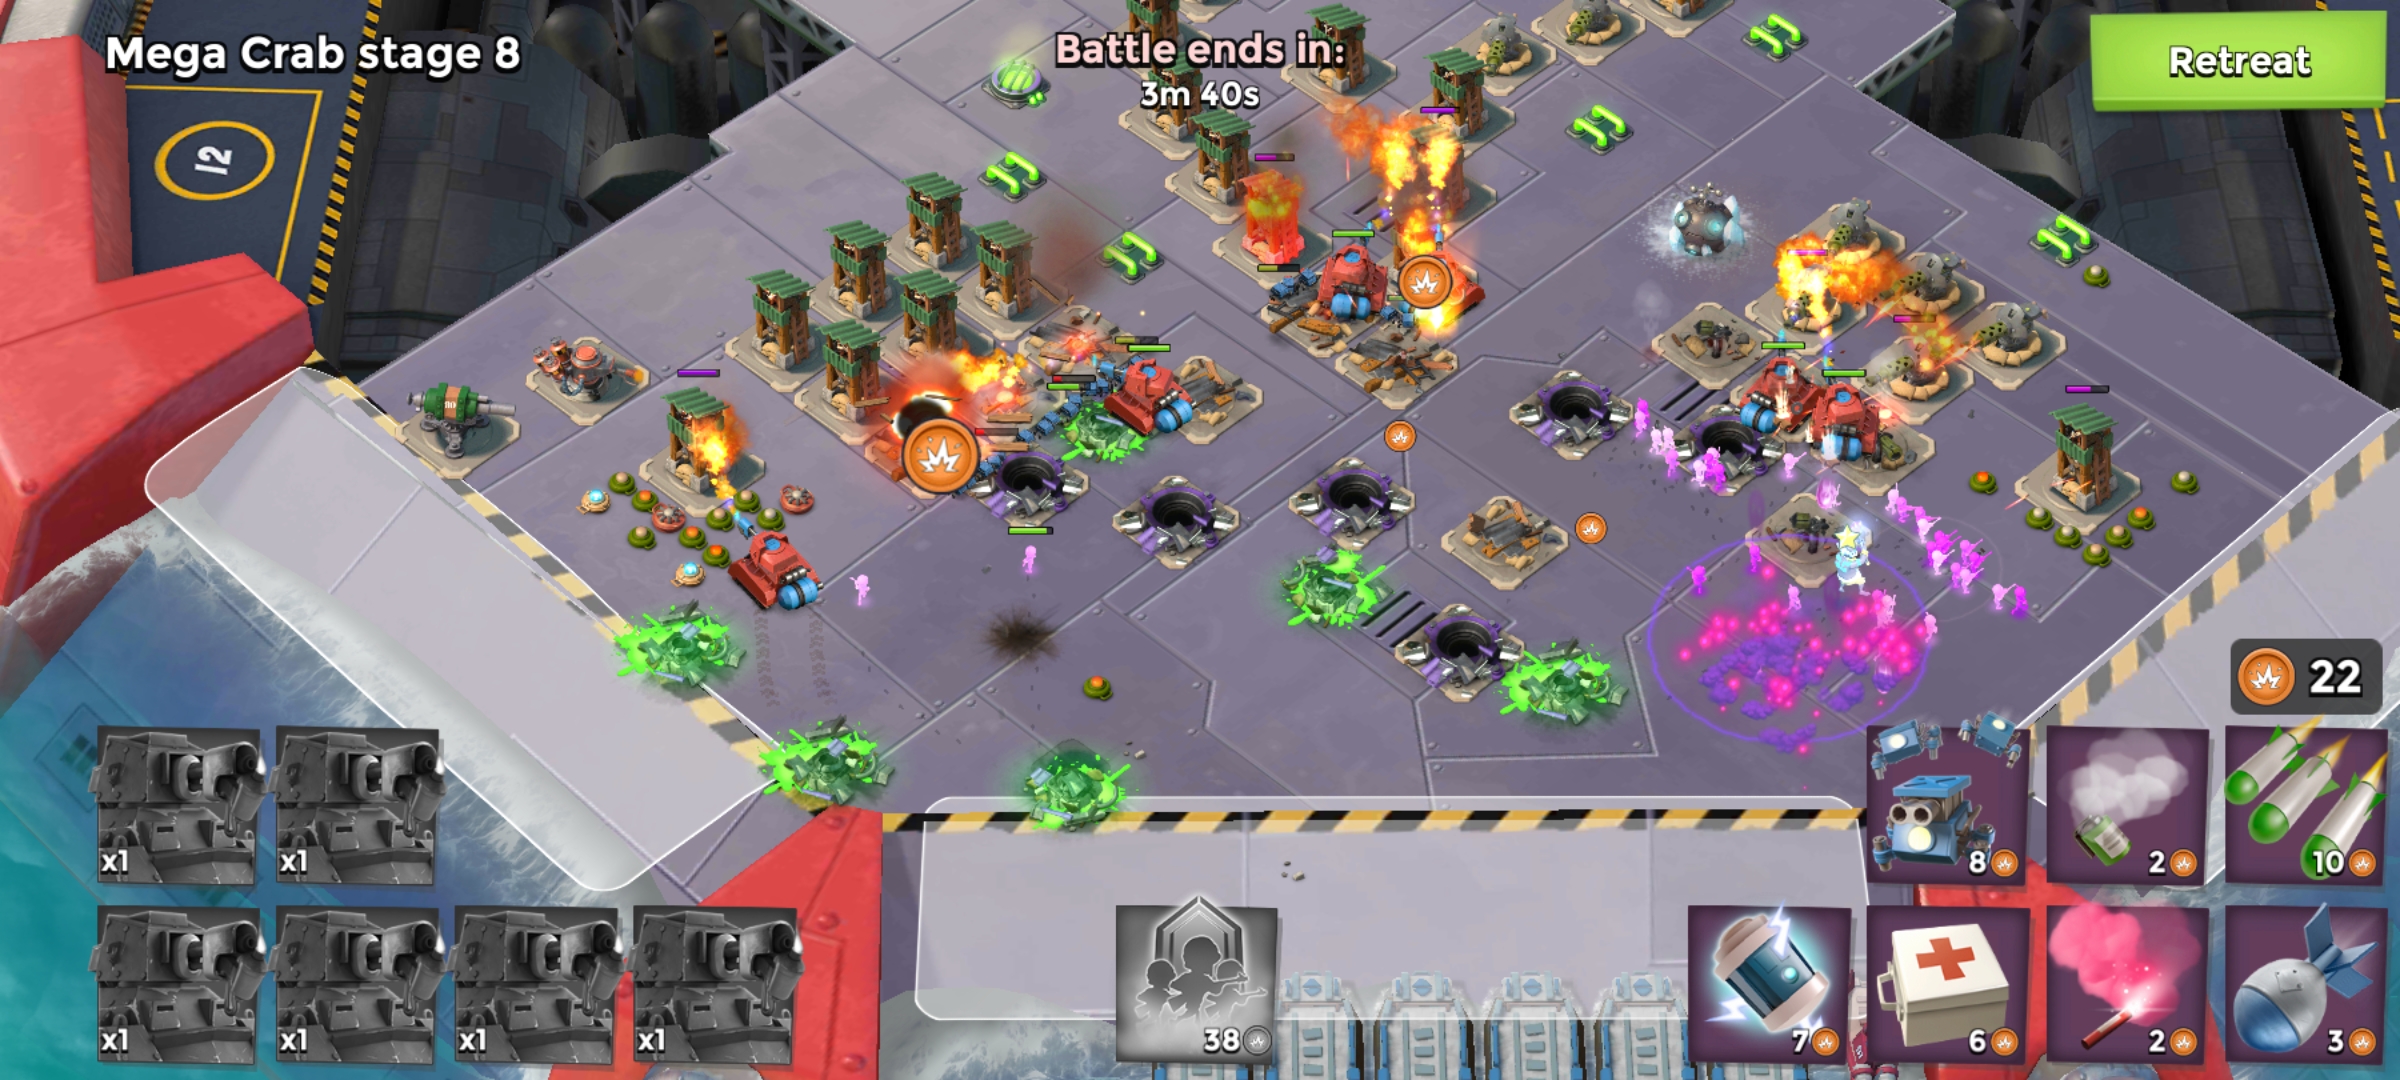 Mega Crab stage 8
Battle ends in:
3m 40s
Retreat
12
22
8
2
10
x1
x1
x1
x1
x1
x1
38
7
6
2
3